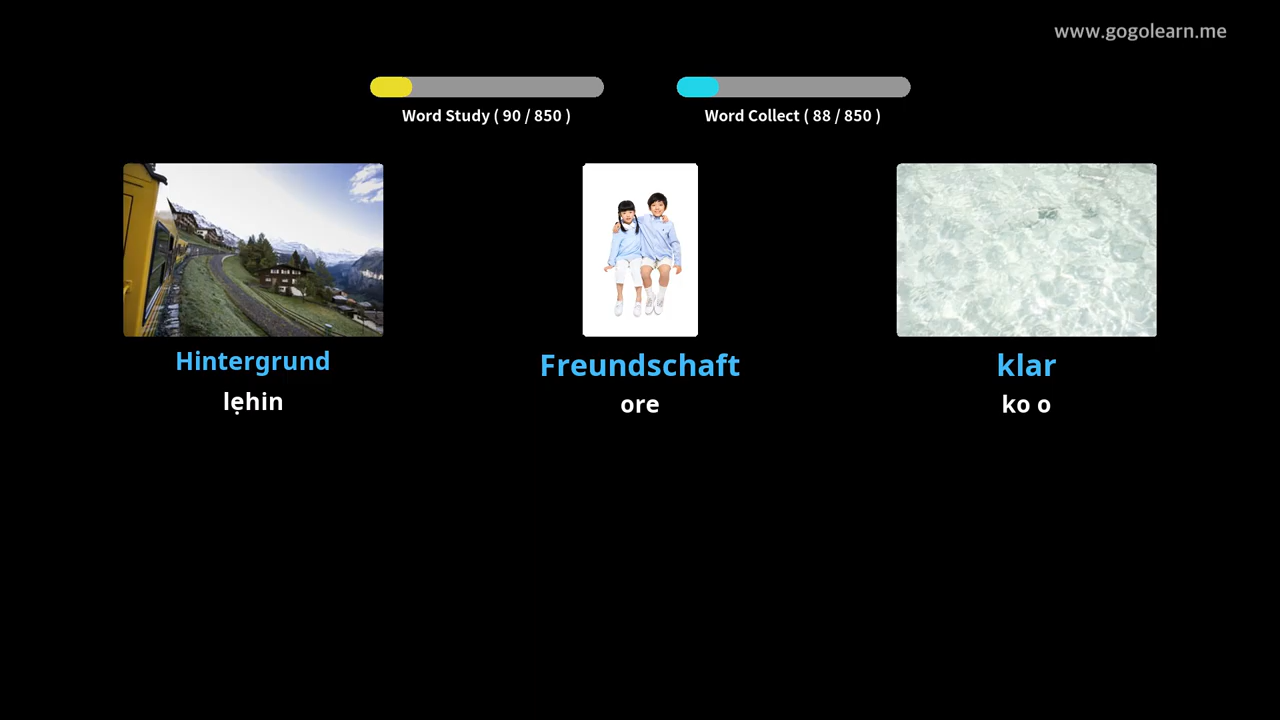 www.gogolearn.me
Word Study ( 90 / 850 )
Word Collect ( 88 / 850 )
Hintergrund
lẹhin
Freundschaft
ore
klar
ko o